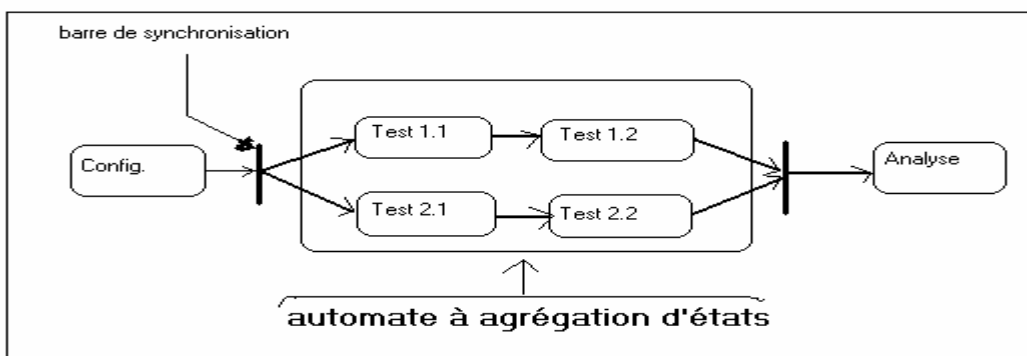 barre de synchronisation
Config.
Test 1.1
Test 1.2
Test 2.1
Test 2.2
Analyse
automate à agrégation d'états